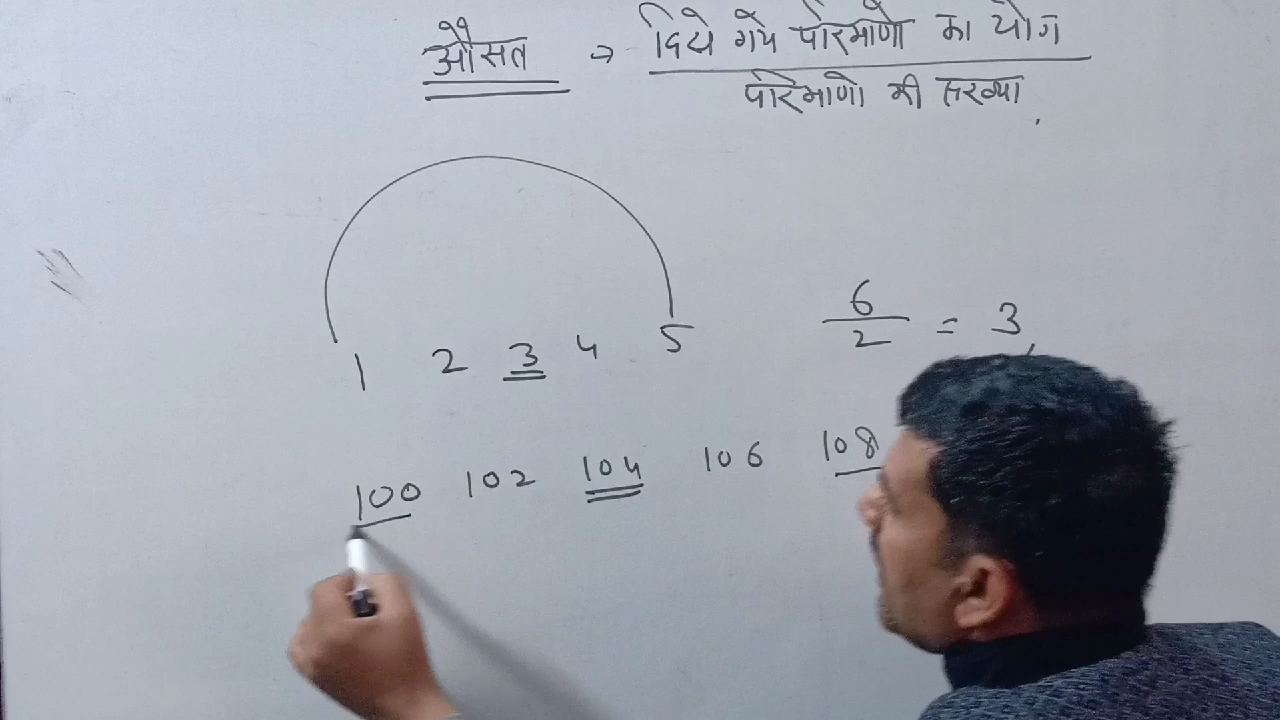 औसत → दिये गये परिमाणो का योग
परिमाणो की संख्या
1 2 3 4 5
6
2 = 3
100 102 104 106 108